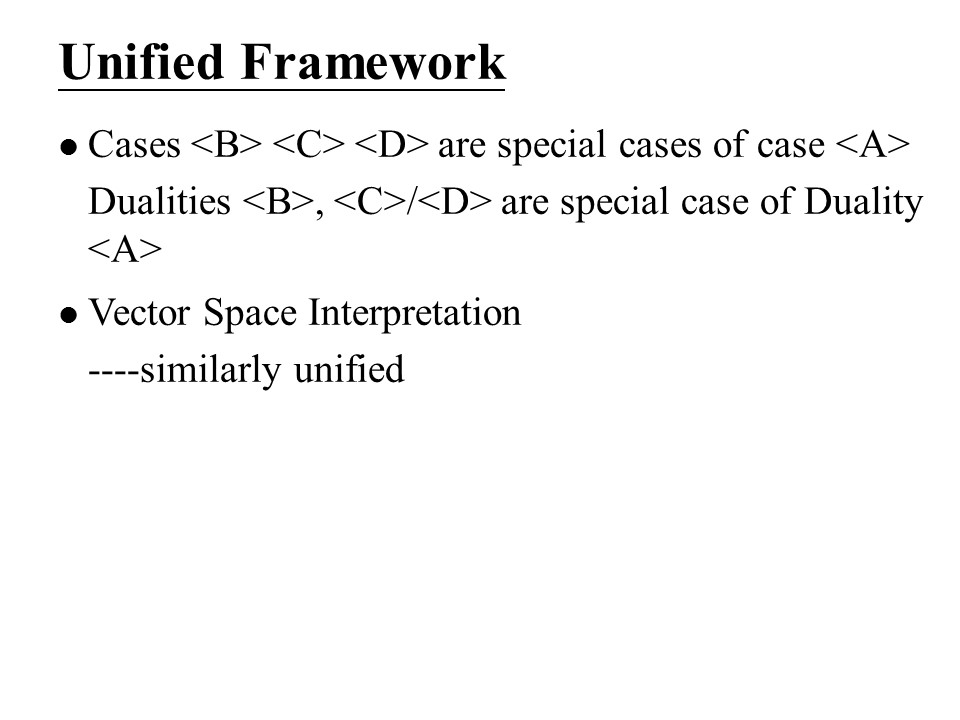 Unified Framework
● Cases <B> <C> <D> are special cases of case <A>
Dualities <B>, <C>/<D> are special case of Duality
<A>
● Vector Space Interpretation
----similarly unified